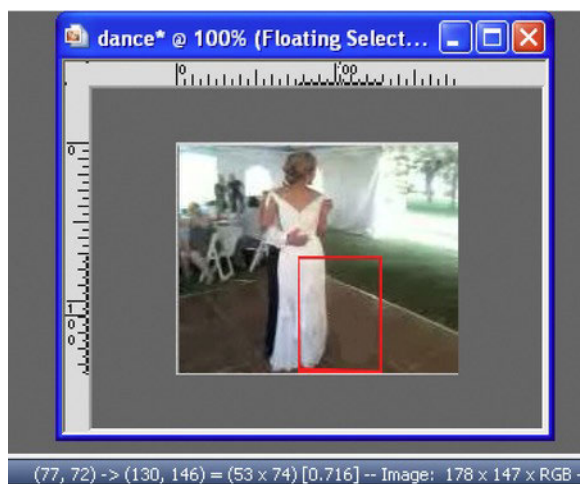 dance* @ 100% (Floating Select...
0 100
0
100
(77, 72) -> (130, 146) = (53 x 74) [0.716] -- Image: 178 x 147 x RGB -